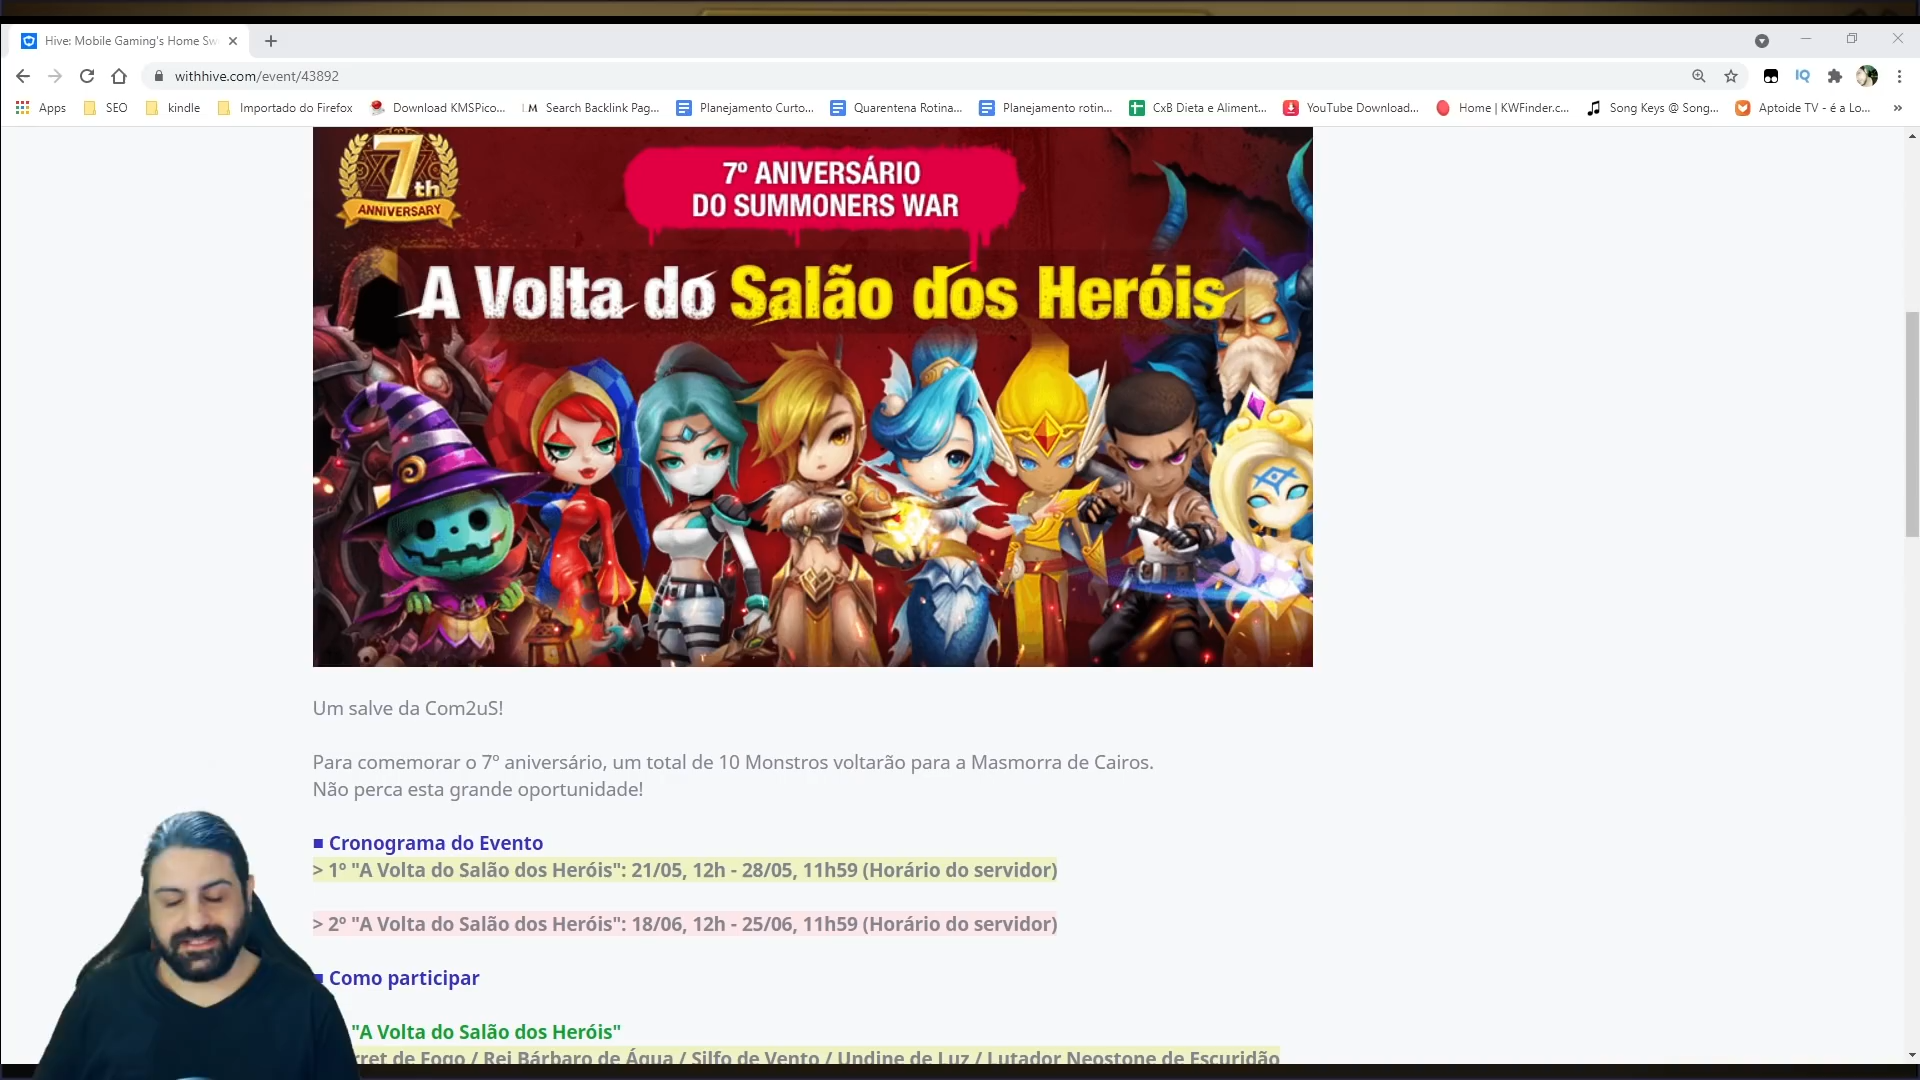 Hive: Mobile Gaming's Home Sw
withhive.com/event/43892
IQ
Apps
SEO
kindle
Importado do Firefox
Download KMSPico...
M Search Backlink Pag...
Planejamento Curto...
Quarentena Rotina...
Planejamento rotin...
CxB Dieta e Aliment...
YouTube Download...
Home | KWFinder.c...
Song Keys @ Song...
Aptoide TV - é a Lo...
»
7th
ANNIVERSARY
7º ANIVERSÁRIO
DO SUMMONERS WAR
A Volta do Salão dos Heróis
Um salve da Com2uS!
Para comemorar o 7º aniversário, um total de 10 Monstros voltarão para a Masmorra de Cairos.
Não perca esta grande oportunidade!
■ Cronograma do Evento
> 1º "A Volta do Salão dos Heróis": 21/05, 12h - 28/05, 11h59 (Horário do servidor)
> 2º "A Volta do Salão dos Heróis": 18/06, 12h - 25/06, 11h59 (Horário do servidor)
■ Como participar
"A Volta do Salão dos Heróis"
de Fogo / Rei Bárbaro de Água / Silfo de Vento / Undine de Luz / Lutador Neostone de Escuridão